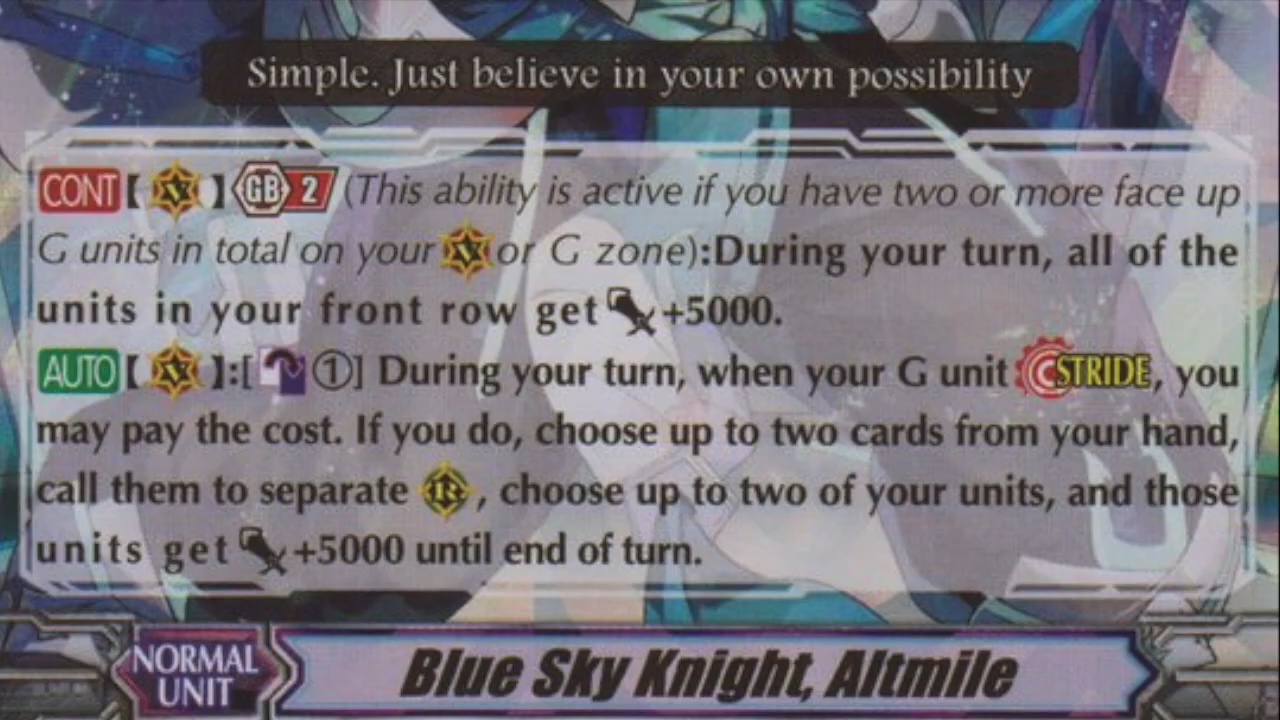 Simple. Just believe in your own possibility
CONT【V】GB 2 (This ability is active if you have two or more face up
G units in total on your V or G zone):During your turn, all of the
units in your front row get +5000.
AUTO【V】:[ ①] During your turn, when your G unit STRIDE, you
may pay the cost. If you do, choose up to two cards from your hand,
call them to separate R, choose up to two of your units, and those
units get +5000 until end of turn.
NORMAL
UNIT
Blue Sky Knight, Altmile